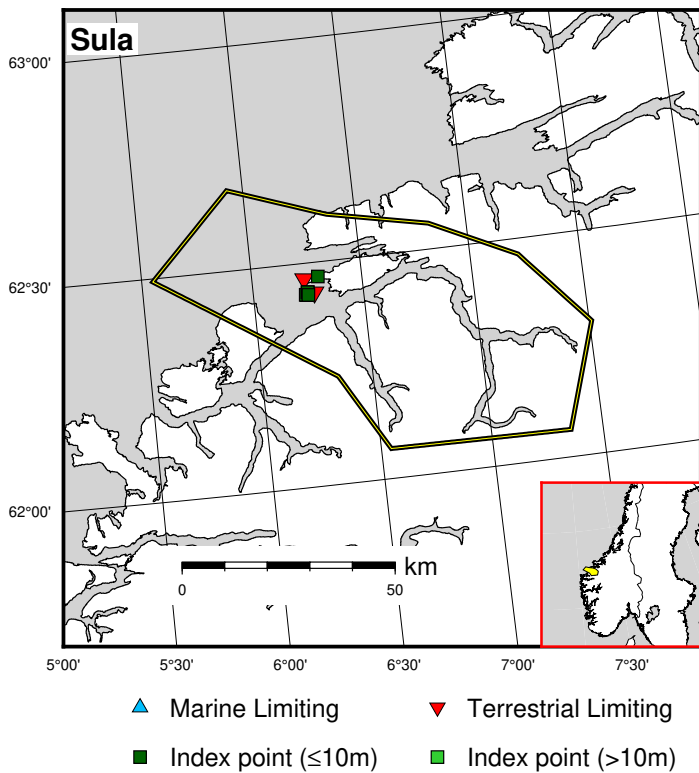 Sula
63°00'
62°30'
62°00'
km
0 50
5°00' 5°30' 6°00' 6°30' 7°00' 7°30'
Marine Limiting Terrestrial Limiting
Index point (≤10m) Index point (>10m)